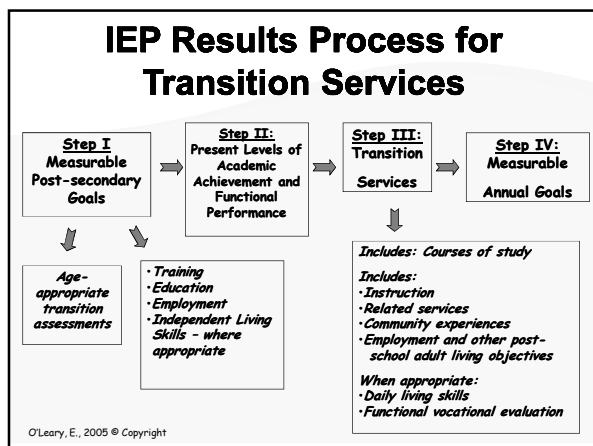 IEP Results Process for
Transition Services
Step I
Measurable
Post-secondary
Goals
Step II:
Present Levels of
Academic
Achievement and
Functional
Performance
Step III:
Transition
Services
Step IV:
Measurable
Annual Goals
Age-
appropriate
transition
assessments
•Training
•Education
•Employment
•Independent Living
Skills – where
appropriate
Includes: Courses of study
Includes:
•Instruction
•Related services
•Community experiences
•Employment and other post-
school adult living objectives
When appropriate:
•Daily living skills
•Functional vocational evaluation
O'Leary, E., 2005 © Copyright